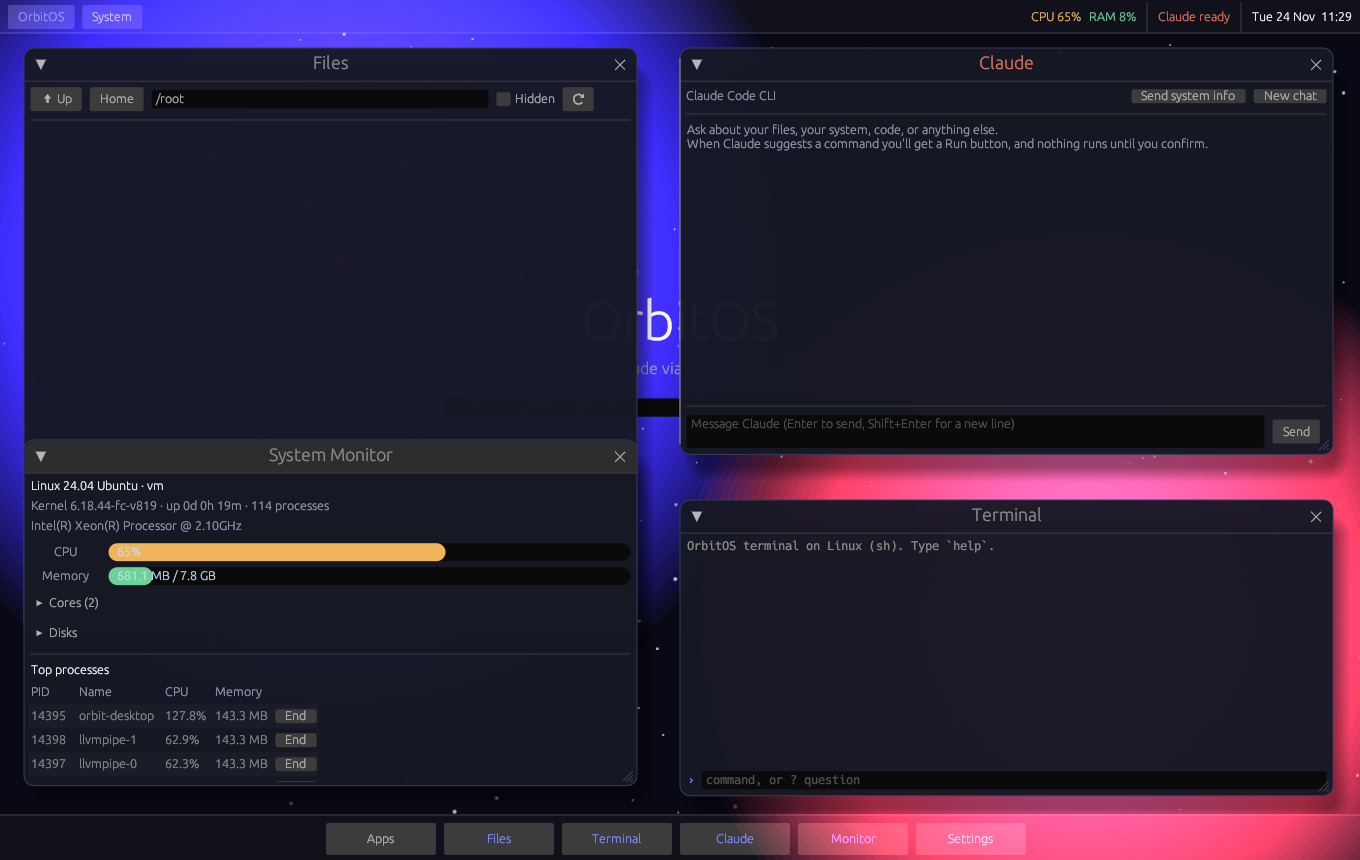 OrbitOS System CPU 65% RAM 8% Claude ready Tue 24 Nov 11:29
Files
Up Home /root Hidden
Claude
Claude Code CLI Send system info New chat
Ask about your files, your system, code, or anything else.
When Claude suggests a command you'll get a Run button, and nothing runs until you confirm.
Message Claude (Enter to send, Shift+Enter for a new line) Send
OrbitOS
System Monitor
Linux 24.04 Ubuntu · vm
Kernel 6.18.44-fc-v819 · up 0d 0h 19m · 114 processes
Intel(R) Xeon(R) Processor @ 2.10GHz
CPU 65%
Memory 681.1 MB / 7.8 GB
Cores (2)
Disks
Top processes
PID Name CPU Memory
14395 orbit-desktop 127.8% 143.3 MB End
14398 llvmpipe-1 62.9% 143.3 MB End
14397 llvmpipe-0 62.3% 143.3 MB End
Terminal
OrbitOS terminal on Linux (sh). Type `help`.
› command, or ? question
Apps Files Terminal Claude Monitor Settings